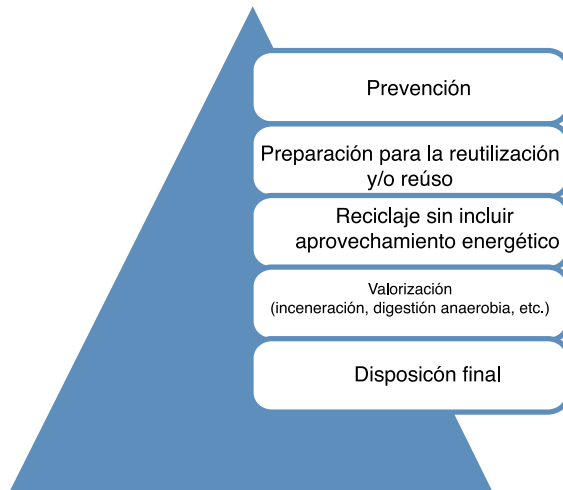 Prevención
Preparación para la reutilización
y/o reúso
Reciclaje sin incluir
aprovechamiento energético
Valorización
(inceneración, digestión anaerobia, etc.)
Disposicón final